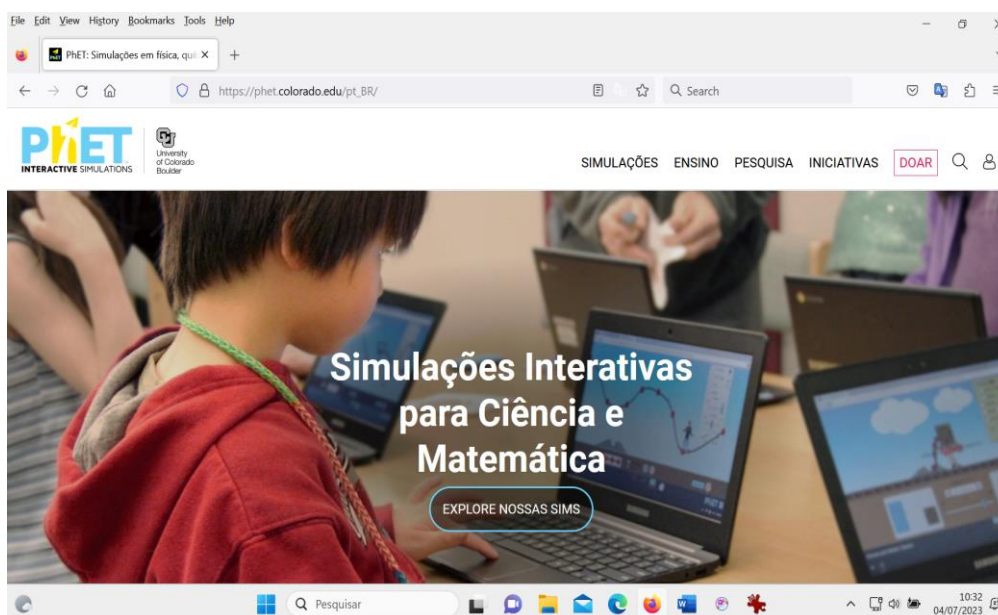 File Edit View History Bookmarks Tools Help
PhET: Simulações em física, quí
https://phet.colorado.edu/pt_BR/
Search
PhET
INTERACTIVE SIMULATIONS
University
of Colorado
Boulder
SIMULAÇÕES ENSINO PESQUISA INICIATIVAS DOAR
Simulações Interativas
para Ciência e
Matemática
EXPLORE NOSSAS SIMS
Pesquisar
10:32
04/07/2023